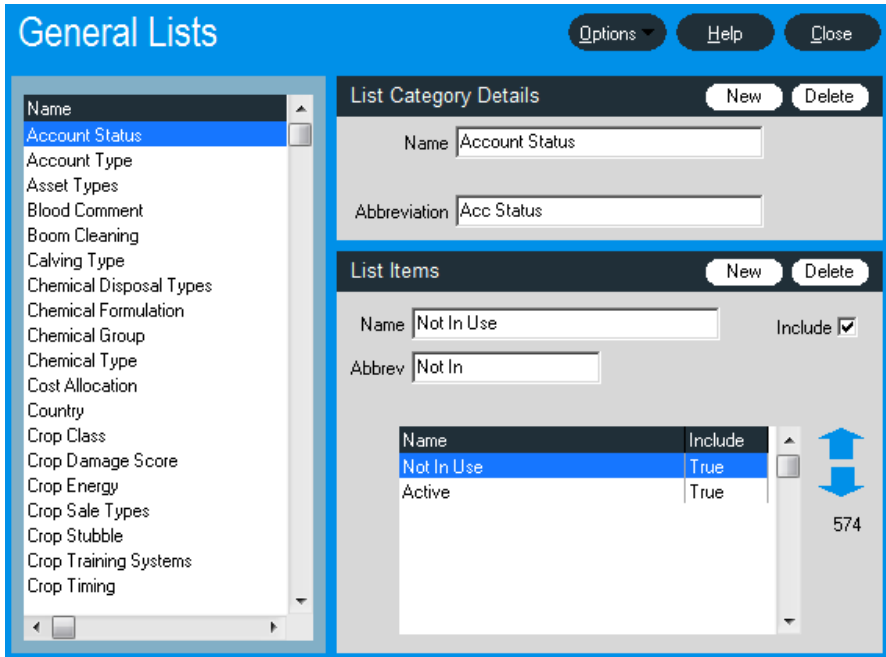 General Lists
Options
Help
Close
Name
Account Status
Account Type
Asset Types
Blood Comment
Boom Cleaning
Calving Type
Chemical Disposal Types
Chemical Formulation
Chemical Group
Chemical Type
Cost Allocation
Country
Crop Class
Crop Damage Score
Crop Energy
Crop Sale Types
Crop Stubble
Crop Training Systems
Crop Timing
List Category Details
New
Delete
Name Account Status
Abbreviation Acc Status
List Items
New
Delete
Name Not In Use
Include
Abbrev Not In
Name Include
Not In Use True
Active True
574